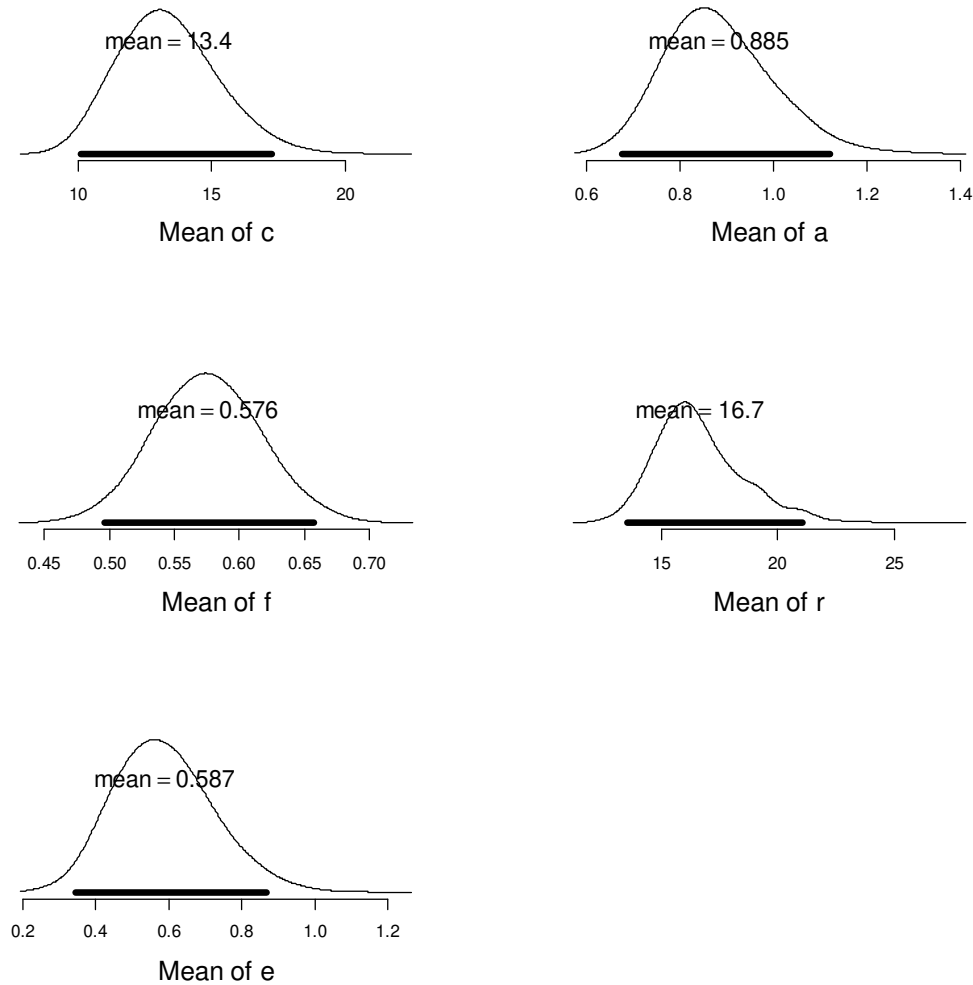 mean = 13.4
10 15 20
Mean of c
mean = 0.885
0.6 0.8 1.0 1.2 1.4
Mean of a
mean = 0.576
0.45 0.50 0.55 0.60 0.65 0.70
Mean of f
mean = 16.7
15 20 25
Mean of r
mean = 0.587
0.2 0.4 0.6 0.8 1.0 1.2
Mean of e